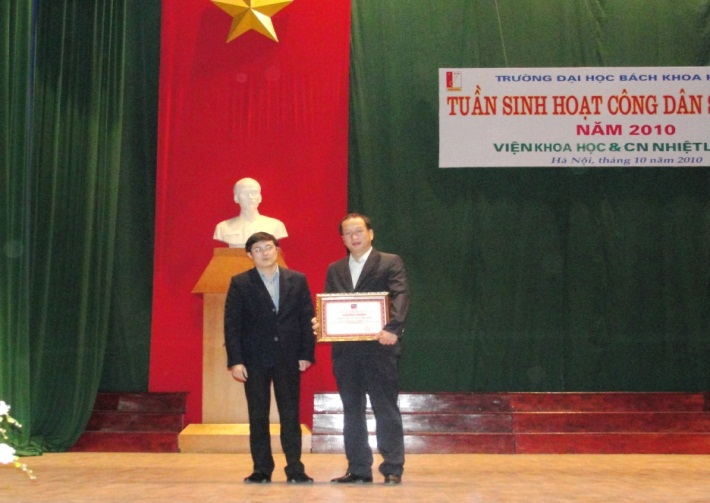 TRƯỜNG ĐẠI HỌC BÁCH KHOA H
TUẦN SINH HOẠT CÔNG DÂN S
NĂM 2010
VIỆN KHOA HỌC & CN NHIỆT L
Hà Nội, tháng 10 năm 2010